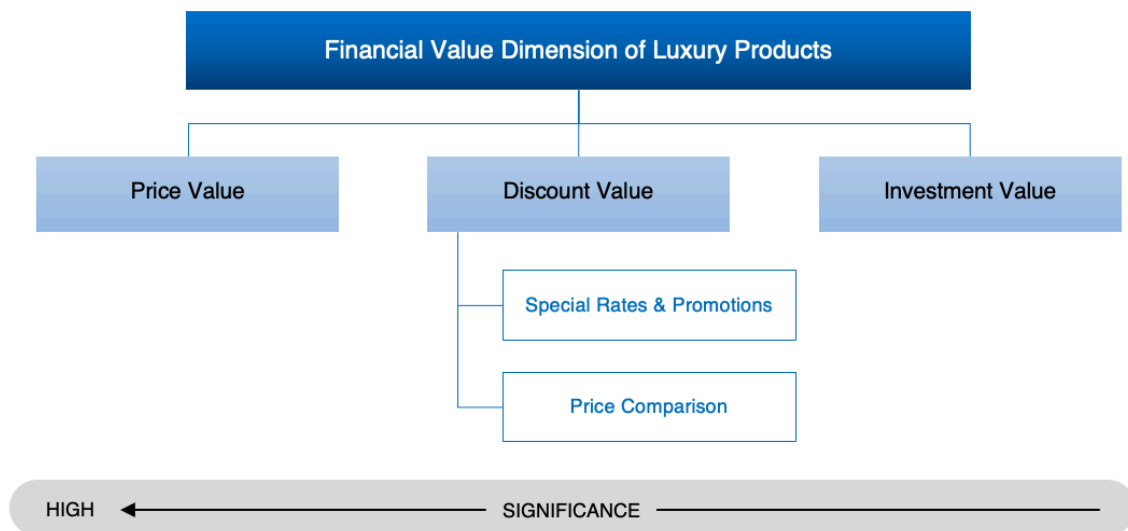 Financial Value Dimension of Luxury Products
Price Value
Discount Value
Investment Value
Special Rates & Promotions
Price Comparison
HIGH
SIGNIFICANCE